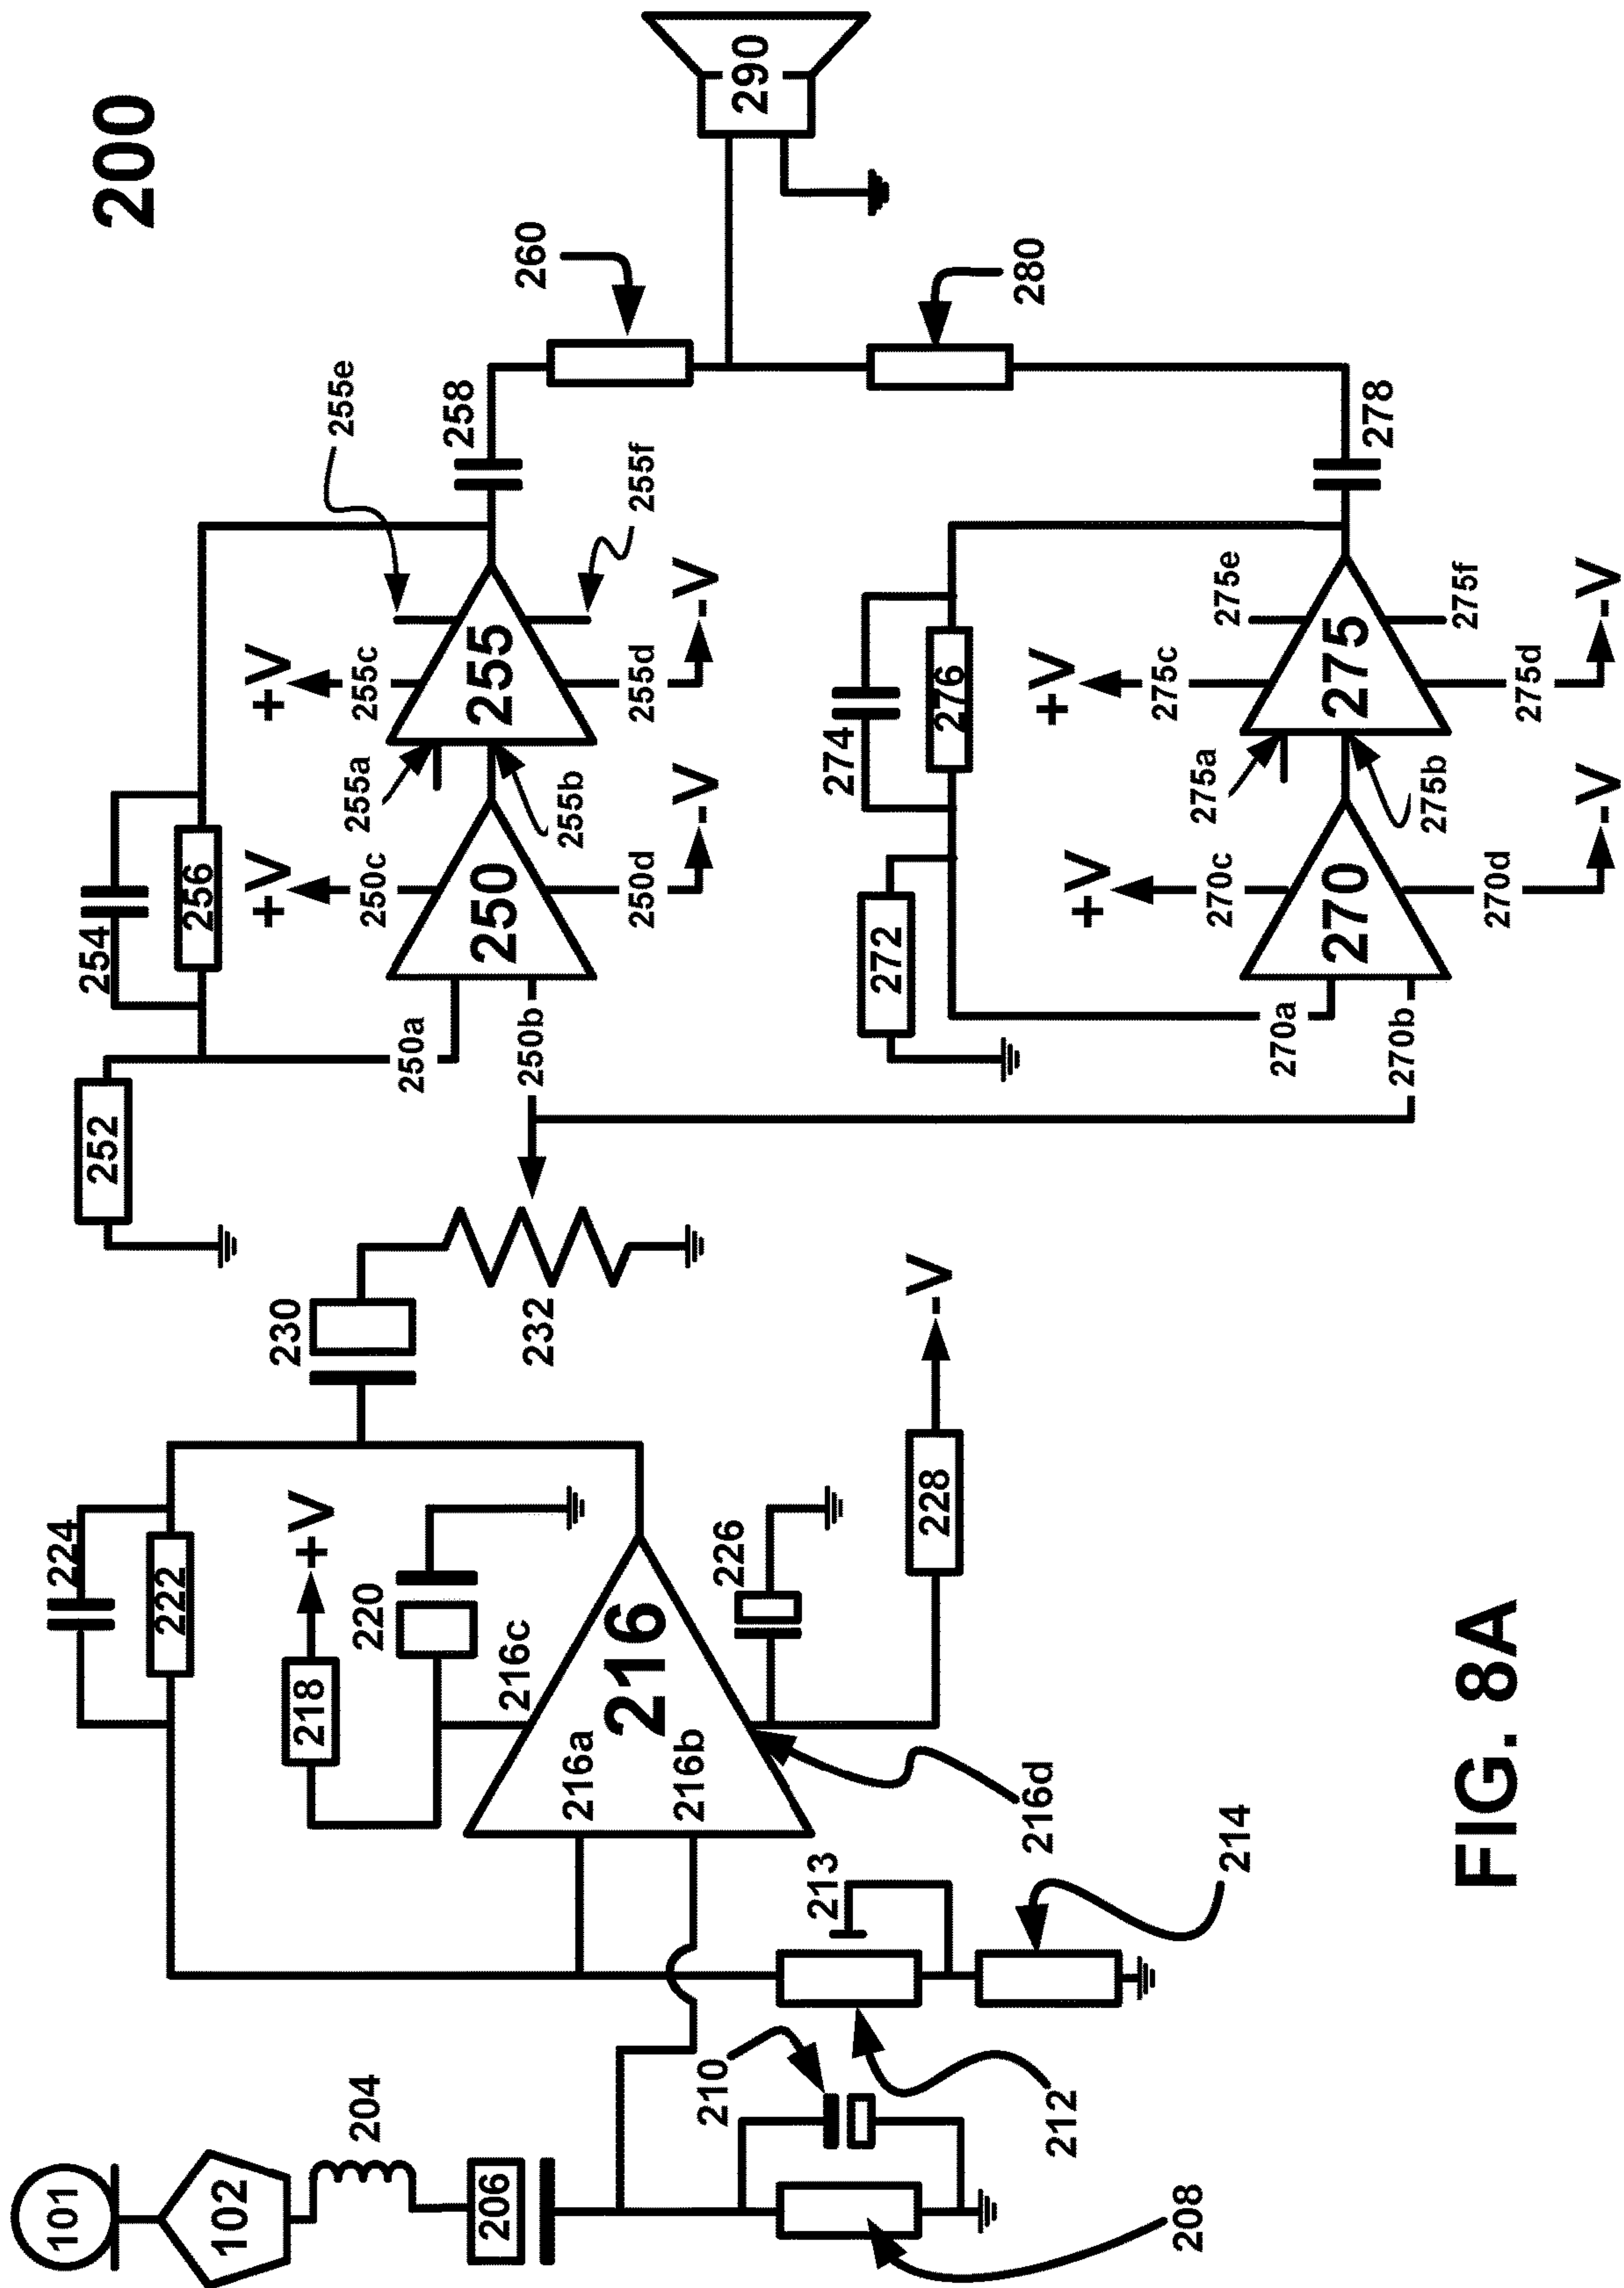 200
101
102
204
206
208
210
212
213
214
216
216a
216b
216c
216d
218
+V
220
222
224
226
228
-V
230
232
250
250a
250b
250c
+V
250d
-V
252
254
256
255
255a
255b
255c
+V
255d
-V
255e
255f
258
260
270
270a
270b
270c
+V
270d
-V
272
274
276
275
275a
275b
275c
+V
275d
-V
275e
275f
278
280
290
FIG. 8A